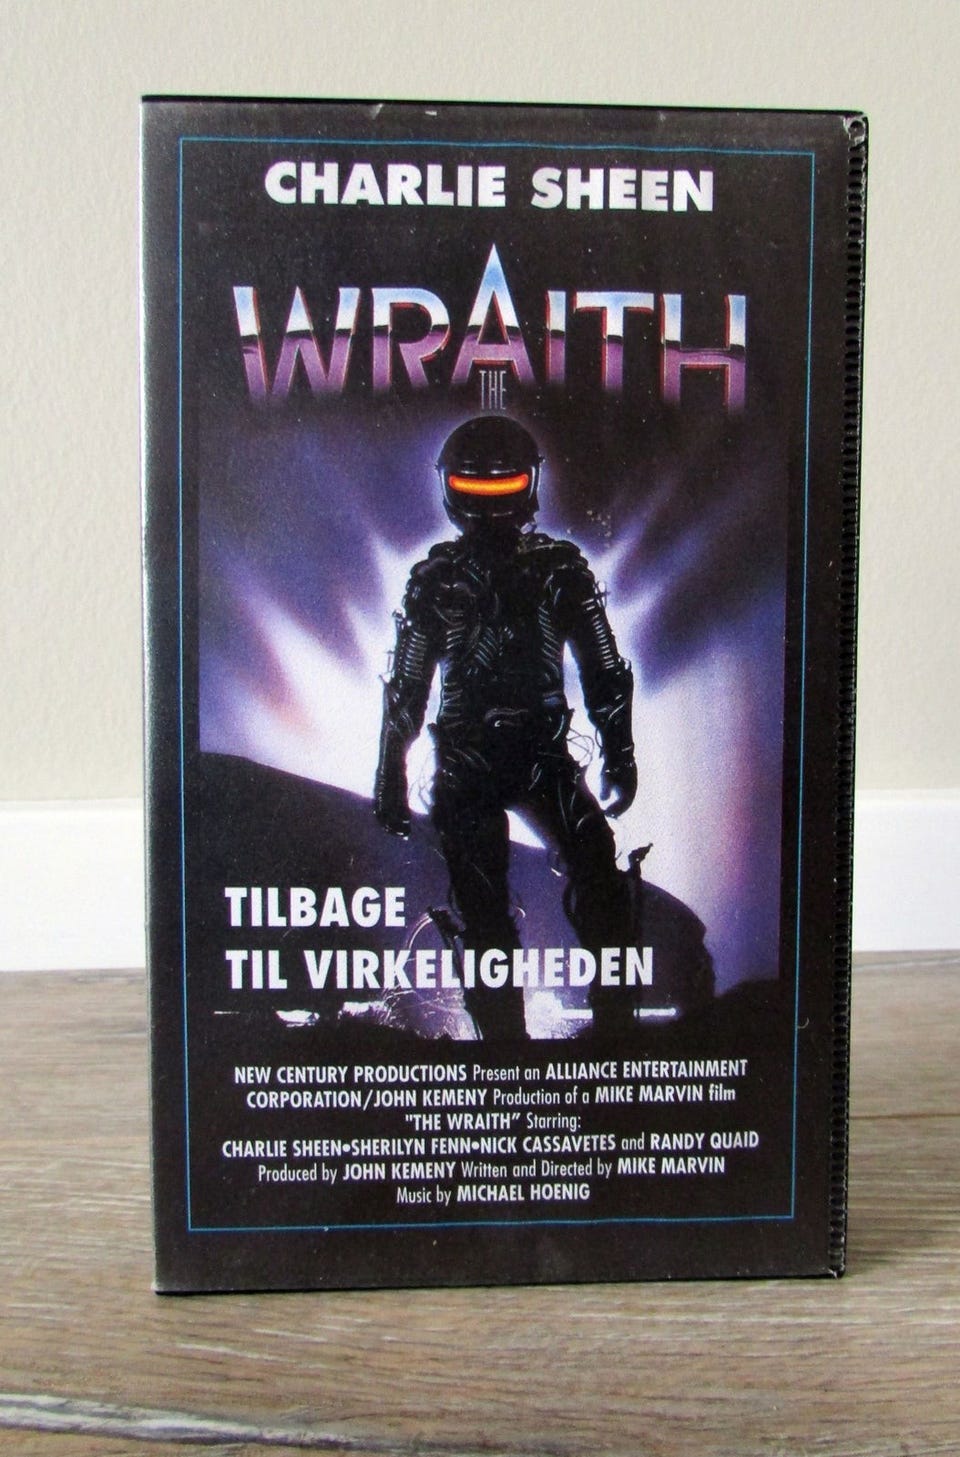 CHARLIE SHEEN
WRAITH
THE
TILBAGE
TIL VIRKELIGHEDEN
NEW CENTURY PRODUCTIONS Present an ALLIANCE ENTERTAINMENT
CORPORATION/JOHN KEMENY Production of a MIKE MARVIN film
"THE WRAITH" Starring:
CHARLIE SHEEN•SHERILYN FENN•NICK CASSAVETES and RANDY QUAID
Produced by JOHN KEMENY Written and Directed by MIKE MARVIN
Music by MICHAEL HOENIG